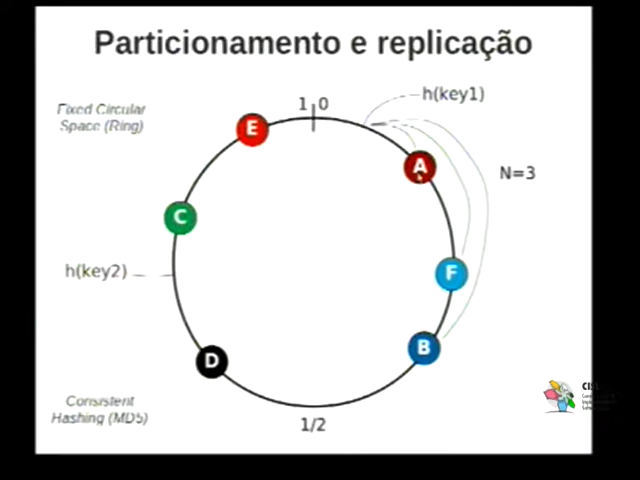 Particionamento e replicação
Fixed Circular
Space (Ring)
1 0
h(key1)
E
A
N=3
C
h(key2)
F
D
B
Consistent
Hashing (MD5)
1/2